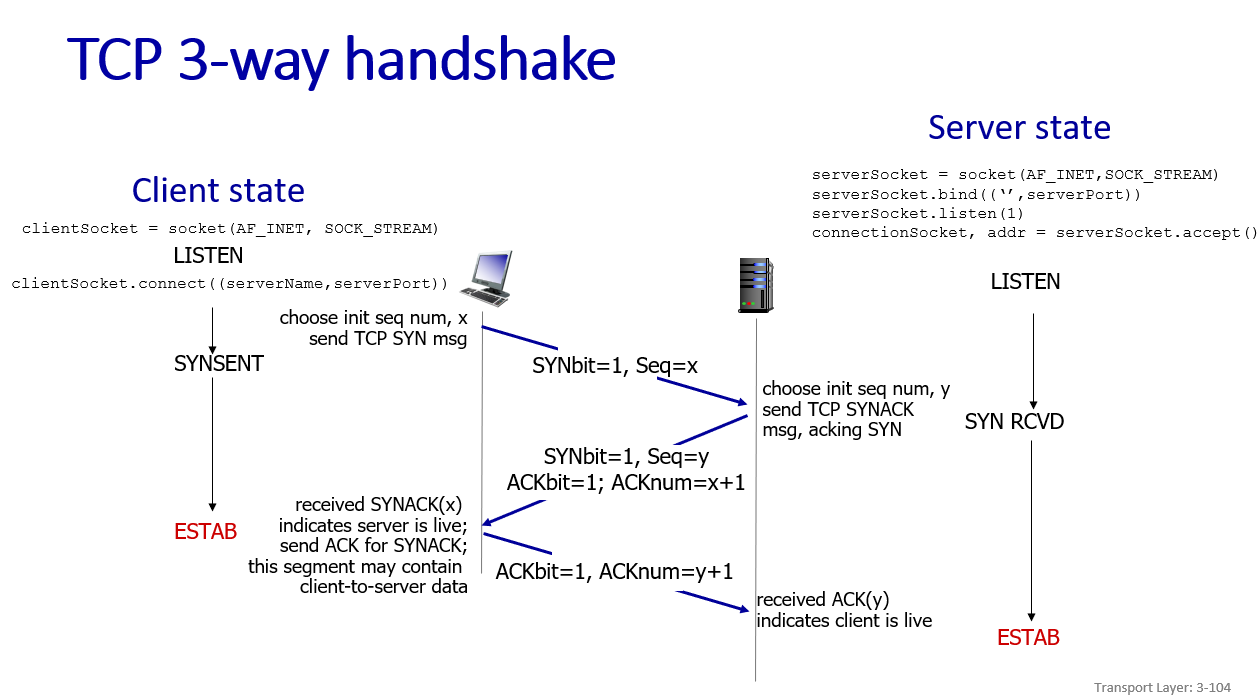 TCP 3-way handshake
Server state
serverSocket = socket(AF_INET,SOCK_STREAM)
serverSocket.bind((‘’,serverPort))
serverSocket.listen(1)
connectionSocket, addr = serverSocket.accept()
Client state
clientSocket = socket(AF_INET, SOCK_STREAM)
LISTEN
clientSocket.connect((serverName,serverPort))
LISTEN
choose init seq num, x
send TCP SYN msg
SYNSENT
SYNbit=1, Seq=x
choose init seq num, y
send TCP SYNACK
msg, acking SYN
SYN RCVD
SYNbit=1, Seq=y
ACKbit=1; ACKnum=x+1
received SYNACK(x)
indicates server is live;
send ACK for SYNACK;
this segment may contain
client-to-server data
ESTAB
ACKbit=1, ACKnum=y+1
received ACK(y)
indicates client is live
ESTAB
Transport Layer: 3-104